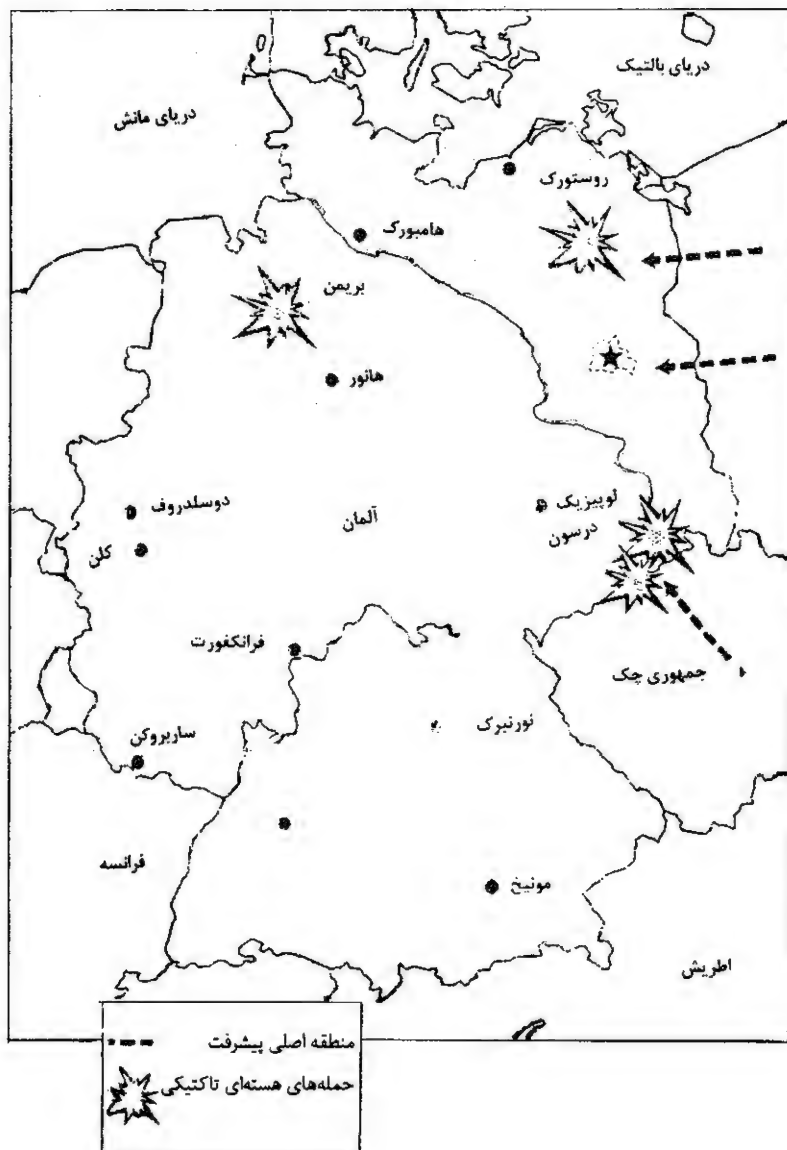 دریای بالتیک
دریای مانش
روستورک
هامبورک
بریمن
هانور
لوپیزیک
دوسلدروف
آلمان
درسون
کلن
فرانکفورت
جمهوری چک
نورنبرک
ساربروکن
فرانسه
مونیخ
اطریش
منطقه اصلی پیشرفت
حمله‌های هسته‌ای تاکتیکی